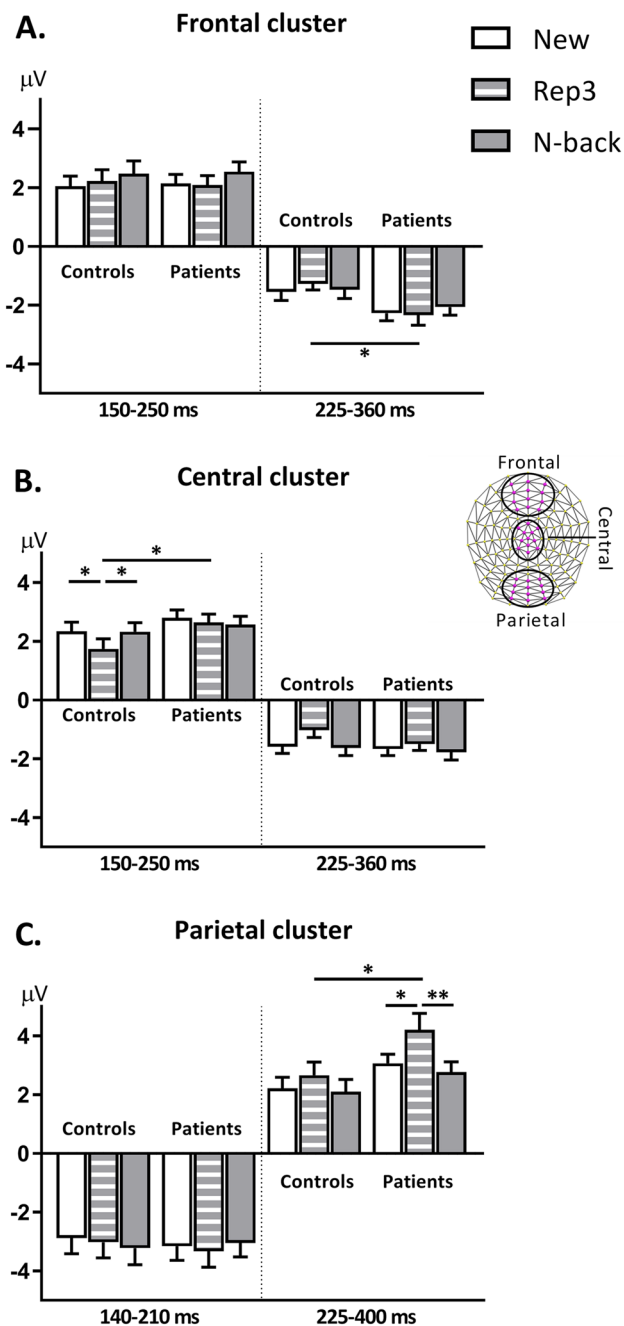 A.
Frontal cluster
New
Rep3
N-back
μV
4
2
0
-2
-4
Controls
Patients
Controls
Patients
*
150-250 ms
225-360 ms
B.
Central cluster
Frontal
Central
Parietal
μV
4
2
0
-2
-4
*
*
*
Controls
Patients
Controls
Patients
150-250 ms
225-360 ms
C.
Parietal cluster
μV
4
2
0
-2
-4
*
*
**
Controls
Patients
Controls
Patients
140-210 ms
225-400 ms